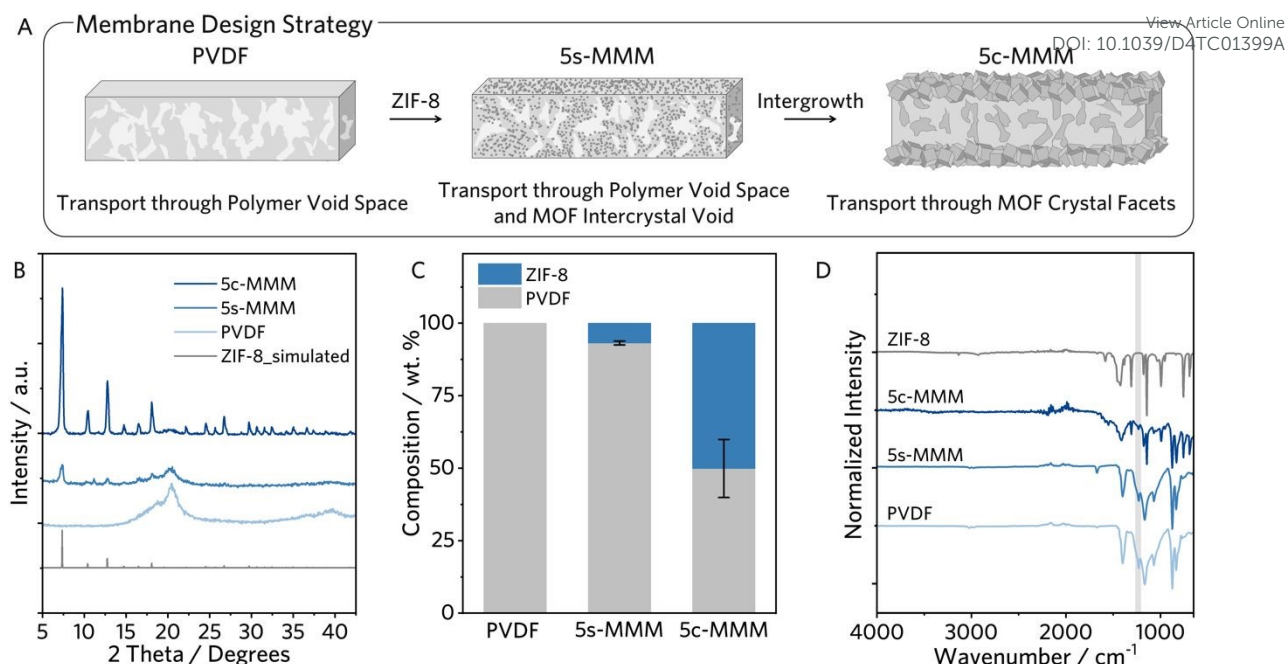 View Article Online
DOI: 10.1039/D4TC01399A
A
Membrane Design Strategy
PVDF
5s-MMM
5c-MMM
ZIF-8
Intergrowth
Transport through Polymer Void Space
Transport through Polymer Void Space
and MOF Intercrystal Void
Transport through MOF Crystal Facets
B
5c-MMM
5s-MMM
PVDF
ZIF-8_simulated
Intensity / a.u.
5 10 15 20 25 30 35 40
2 Theta / Degrees
C
ZIF-8
PVDF
Composition / wt. %
100
75
50
25
0
PVDF 5s-MMM 5c-MMM
D
ZIF-8
5c-MMM
5s-MMM
PVDF
Normalized Intensity
4000 3000 2000 1000
Wavenumber / cm⁻¹